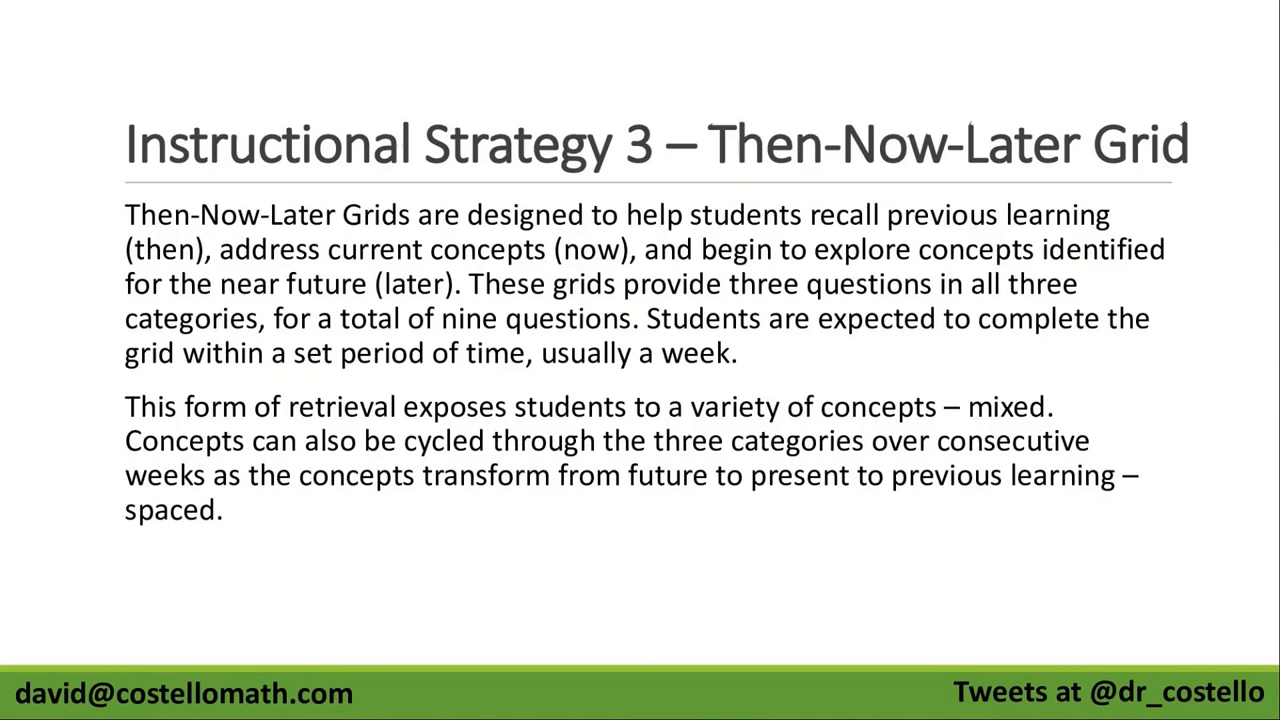 Instructional Strategy 3 – Then-Now-Later Grid
Then-Now-Later Grids are designed to help students recall previous learning
(then), address current concepts (now), and begin to explore concepts identified
for the near future (later). These grids provide three questions in all three
categories, for a total of nine questions. Students are expected to complete the
grid within a set period of time, usually a week.
This form of retrieval exposes students to a variety of concepts – mixed.
Concepts can also be cycled through the three categories over consecutive
weeks as the concepts transform from future to present to previous learning –
spaced.
david@costellomath.com
Tweets at @dr_costello